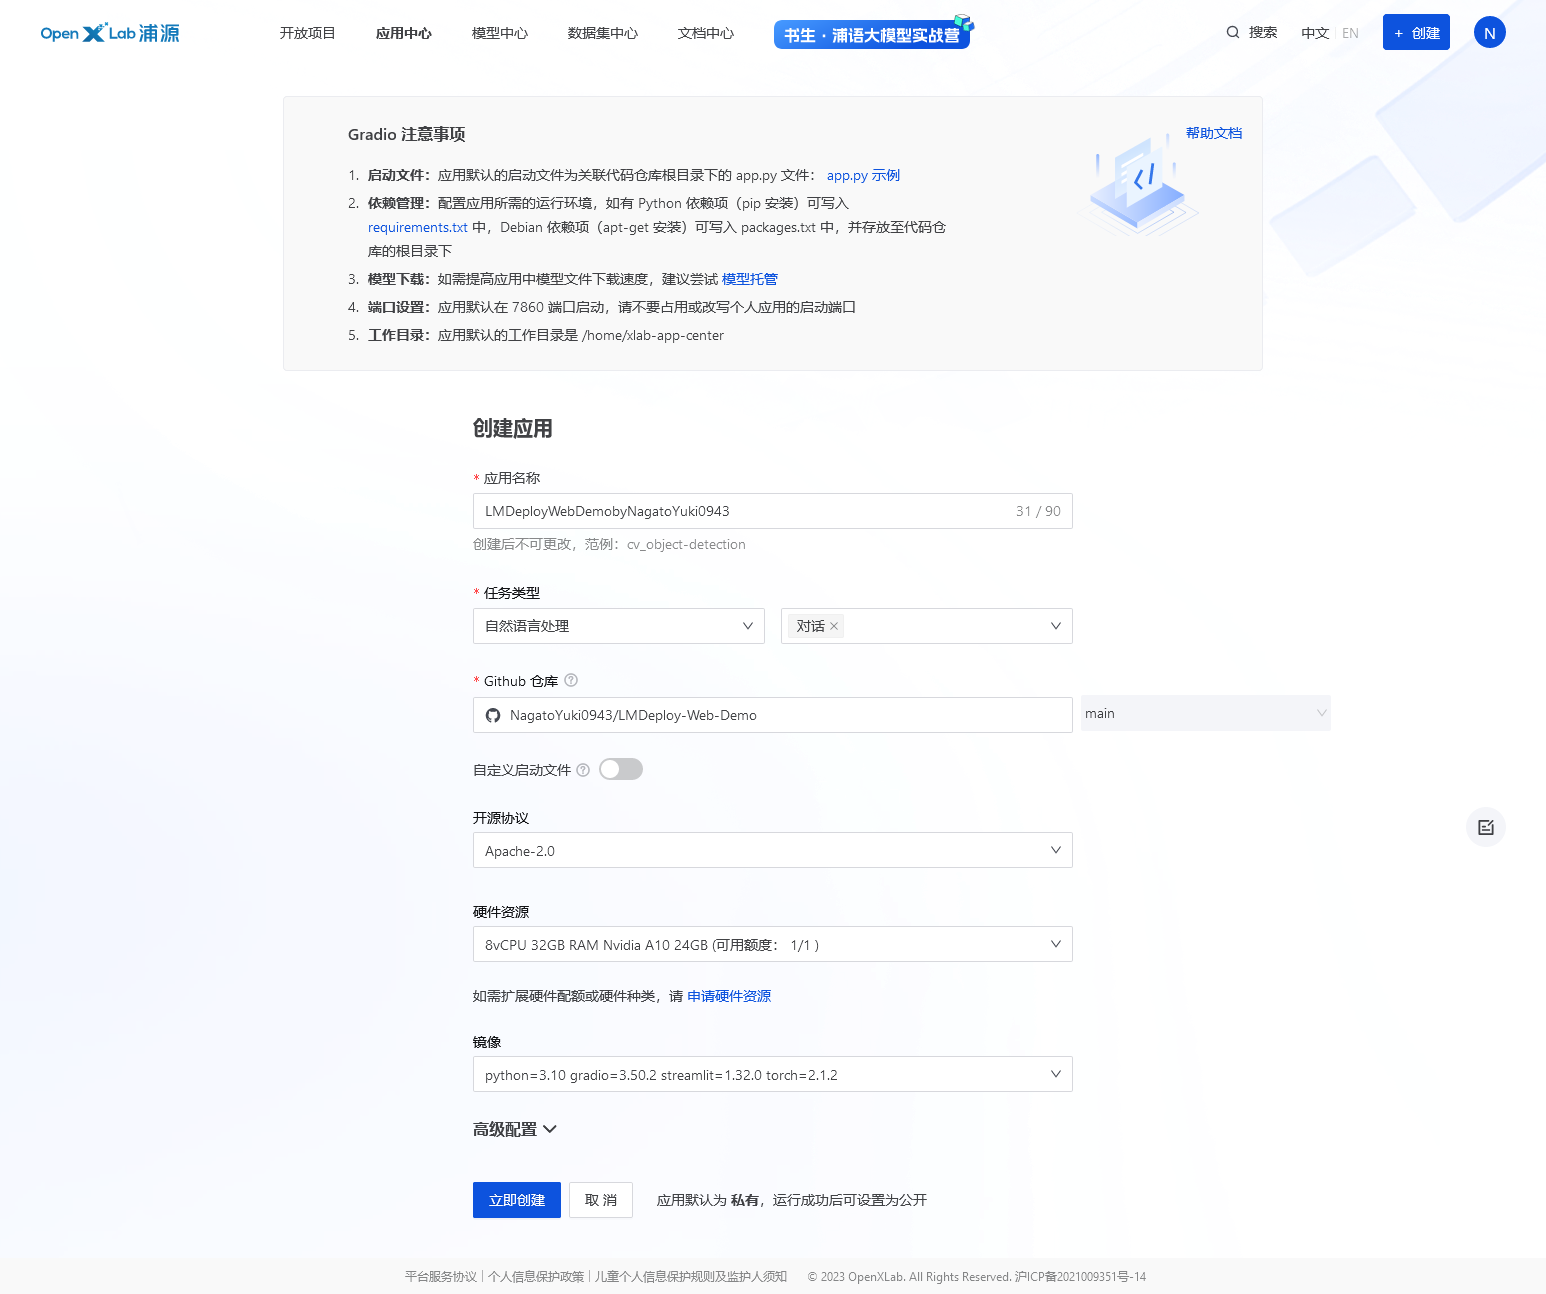 Open X Lab 浦源
开放项目 应用中心 模型中心 数据集中心 文档中心 书生·浦语大模型实战营 搜索 中文 EN + 创建 N
Gradio 注意事项
帮助文档
1. 启动文件：应用默认的启动文件为关联代码仓库根目录下的 app.py 文件： app.py 示例
2. 依赖管理：配置应用所需的运行环境，如有 Python 依赖项（pip 安装）可写入
requirements.txt 中，Debian 依赖项（apt-get 安装）可写入 packages.txt 中，并存放至代码仓
库的根目录下
3. 模型下载：如需提高应用中模型文件下载速度，建议尝试 模型托管
4. 端口设置：应用默认在 7860 端口启动，请不要占用或改写个人应用的启动端口
5. 工作目录：应用默认的工作目录是 /home/xlab-app-center
创建应用
* 应用名称
LMDeployWebDemobyNagatoYuki0943 31 / 90
创建后不可更改，范例：cv_object-detection
* 任务类型
自然语言处理 对话 ×
* Github 仓库
NagatoYuki0943/LMDeploy-Web-Demo main
自定义启动文件
开源协议
Apache-2.0
硬件资源
8vCPU 32GB RAM Nvidia A10 24GB (可用额度： 1/1 )
如需扩展硬件配额或硬件种类，请 申请硬件资源
镜像
python=3.10 gradio=3.50.2 streamlit=1.32.0 torch=2.1.2
高级配置
立即创建 取 消 应用默认为 私有，运行成功后可设置为公开
平台服务协议 | 个人信息保护政策 | 儿童个人信息保护规则及监护人须知 © 2023 OpenXLab. All Rights Reserved. 沪ICP备2021009351号-14